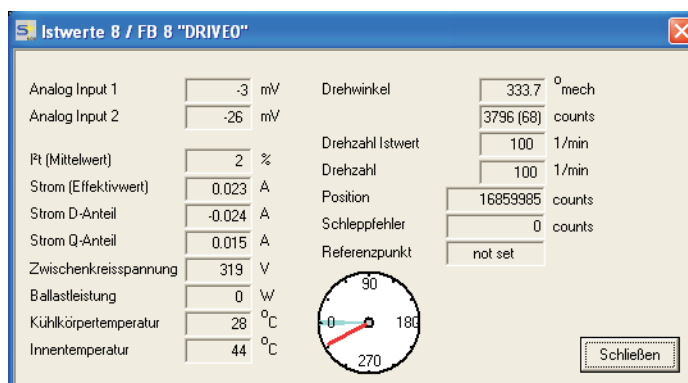 Istwerte 8 / FB 8 "DRIVE0"
Analog Input 1 -3 mV
Analog Input 2 -26 mV
I²t (Mittelwert) 2 %
Strom (Effektivwert) 0.023 A
Strom D-Anteil -0.024 A
Strom Q-Anteil 0.015 A
Zwischenkreisspannung 319 V
Ballastleistung 0 W
Kühlkörpertemperatur 28 °C
Innentemperatur 44 °C
Drehwinkel 333.7 °mech
3796 (68) counts
Drehzahl Istwert 100 1/min
Drehzahl 100 1/min
Position 16859985 counts
Schleppfehler 0 counts
Referenzpunkt not set
90
0 180
270
Schließen